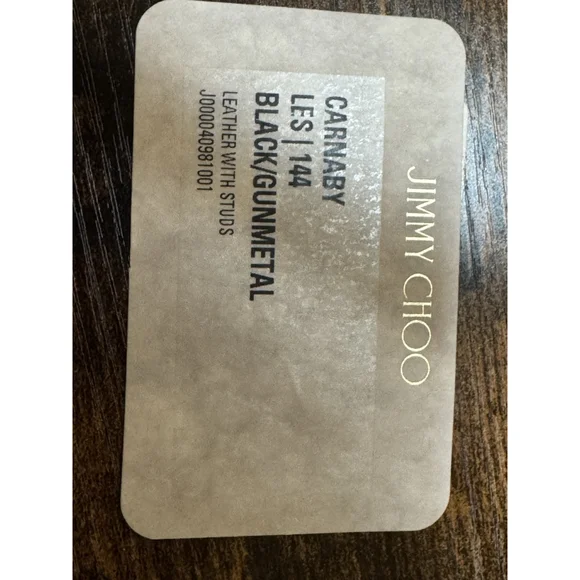 JIMMY CHOO
CARNABY
LES | 144
BLACK/GUNMETAL
LEATHER WITH STUDS
J000040981001